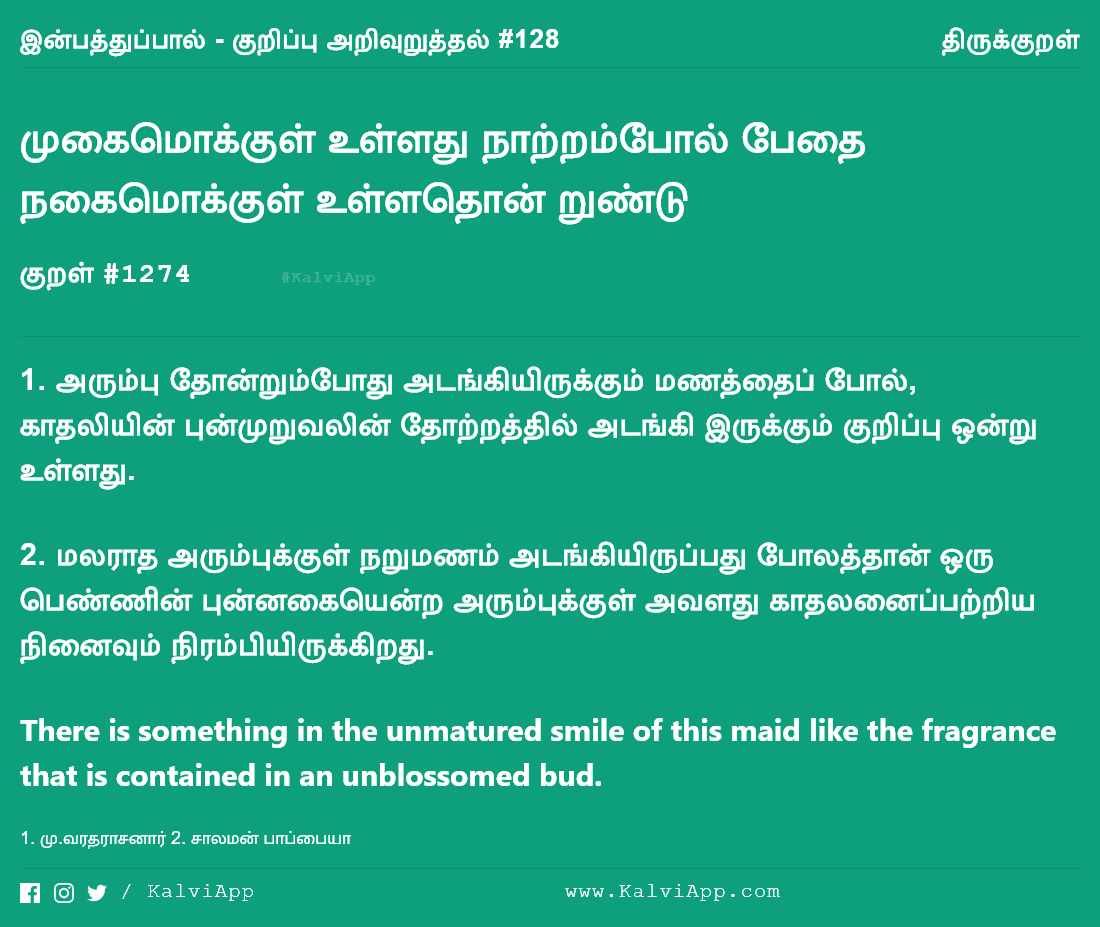 இன்பத்துப்பால் - குறிப்பு அறிவுறுத்தல் #128
திருக்குறள்
முகைமொக்குள் உள்ளது நாற்றம்போல் பேதை
நகைமொக்குள் உள்ளதொன் றுண்டு
குறள் #1274
#KalviApp
1. அரும்பு தோன்றும்போது அடங்கியிருக்கும் மணத்தைப் போல்,
காதலியின் புன்முறுவலின் தோற்றத்தில் அடங்கி இருக்கும் குறிப்பு ஒன்று
உள்ளது.
2. மலராத அரும்புக்குள் நறுமணம் அடங்கியிருப்பது போலத்தான் ஒரு
பெண்ணின் புன்னகையென்ற அரும்புக்குள் அவளது காதலனைப்பற்றிய
நினைவும் நிரம்பியிருக்கிறது.
There is something in the unmatured smile of this maid like the fragrance
that is contained in an unblossomed bud.
1. மு.வரதராசனார் 2. சாலமன் பாப்பையா
/ KalviApp
www.KalviApp.com